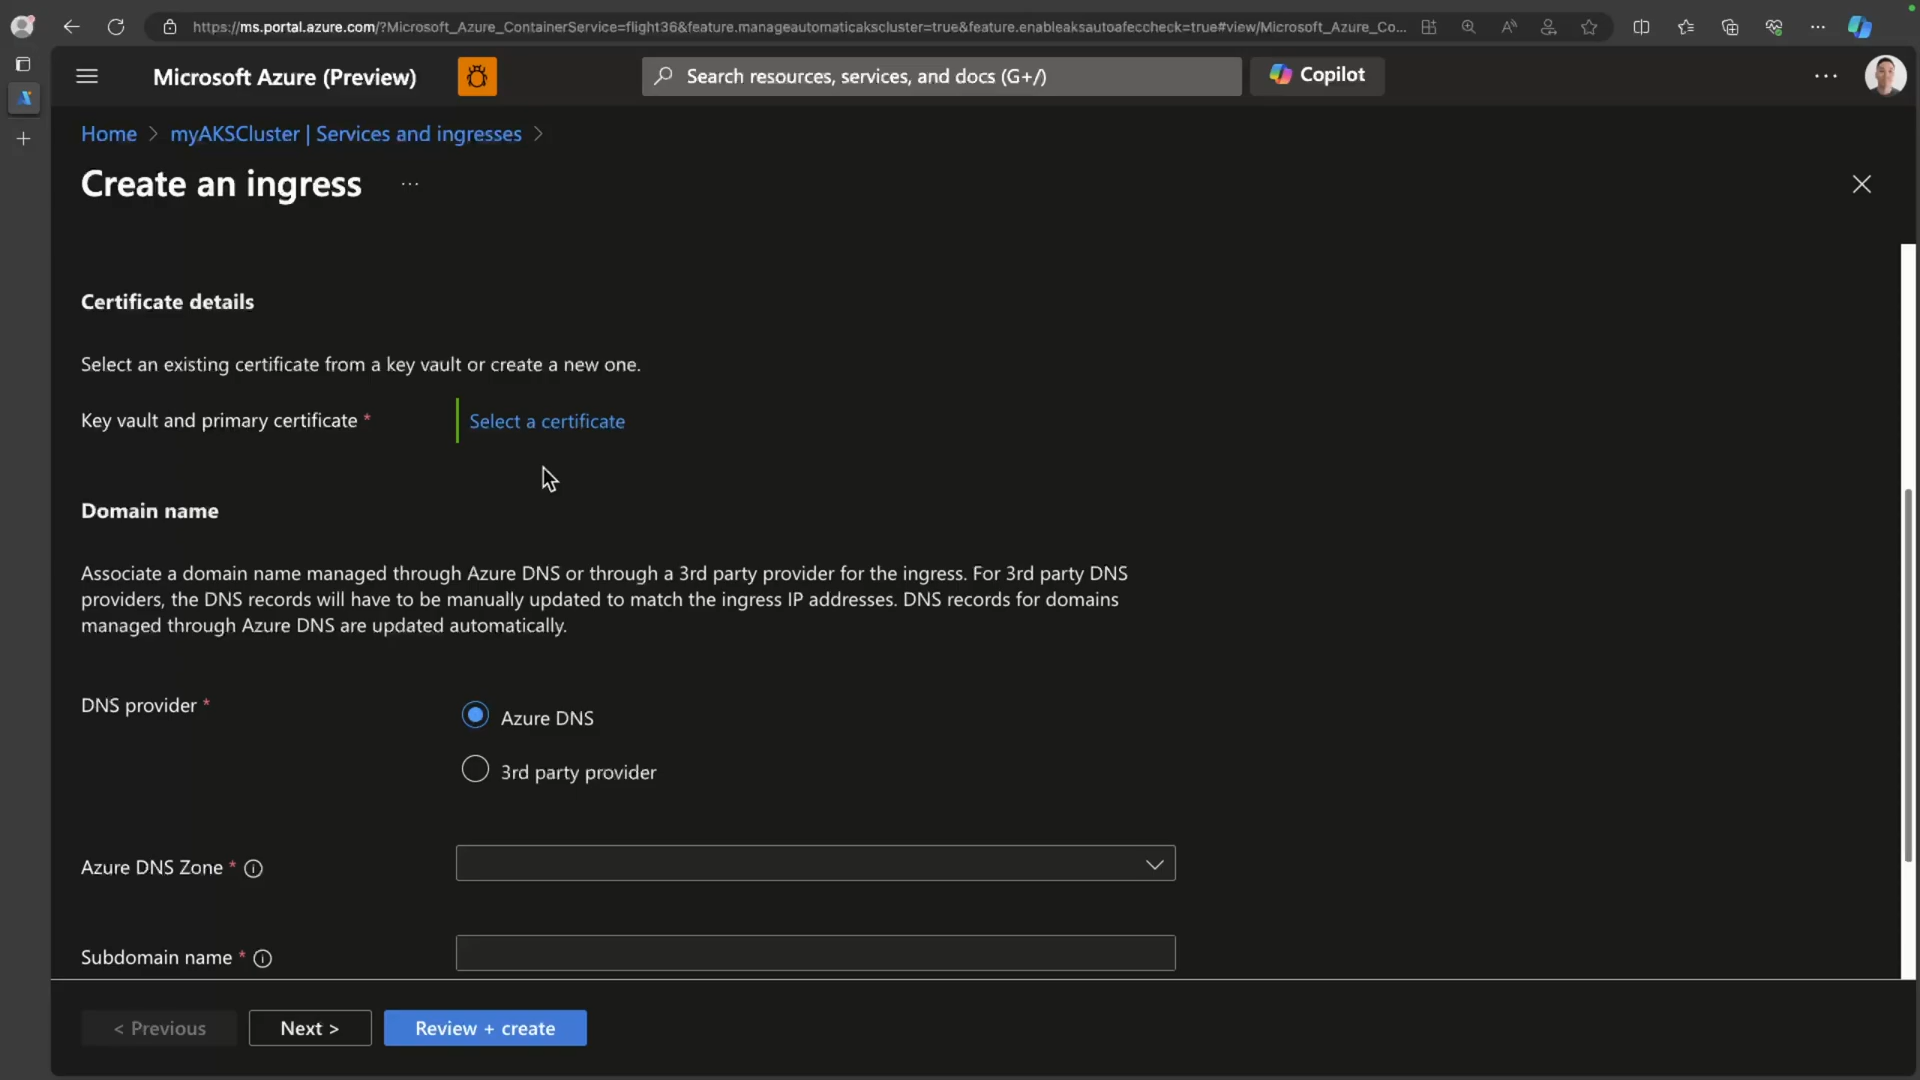 https://ms.portal.azure.com/?Microsoft_Azure_ContainerService=flight36&feature.manageautomaticakscluster=true&feature.enableaksautoafeccheck=true#view/Microsoft_Azure_Co...
Microsoft Azure (Preview)
Search resources, services, and docs (G+/)
Copilot
Home > myAKSCluster | Services and ingresses >
Create an ingress ...
Certificate details
Select an existing certificate from a key vault or create a new one.
Key vault and primary certificate * Select a certificate
Domain name
Associate a domain name managed through Azure DNS or through a 3rd party provider for the ingress. For 3rd party DNS
providers, the DNS records will have to be manually updated to match the ingress IP addresses. DNS records for domains
managed through Azure DNS are updated automatically.
DNS provider *
Azure DNS
3rd party provider
Azure DNS Zone *
Subdomain name *
< Previous
Next >
Review + create